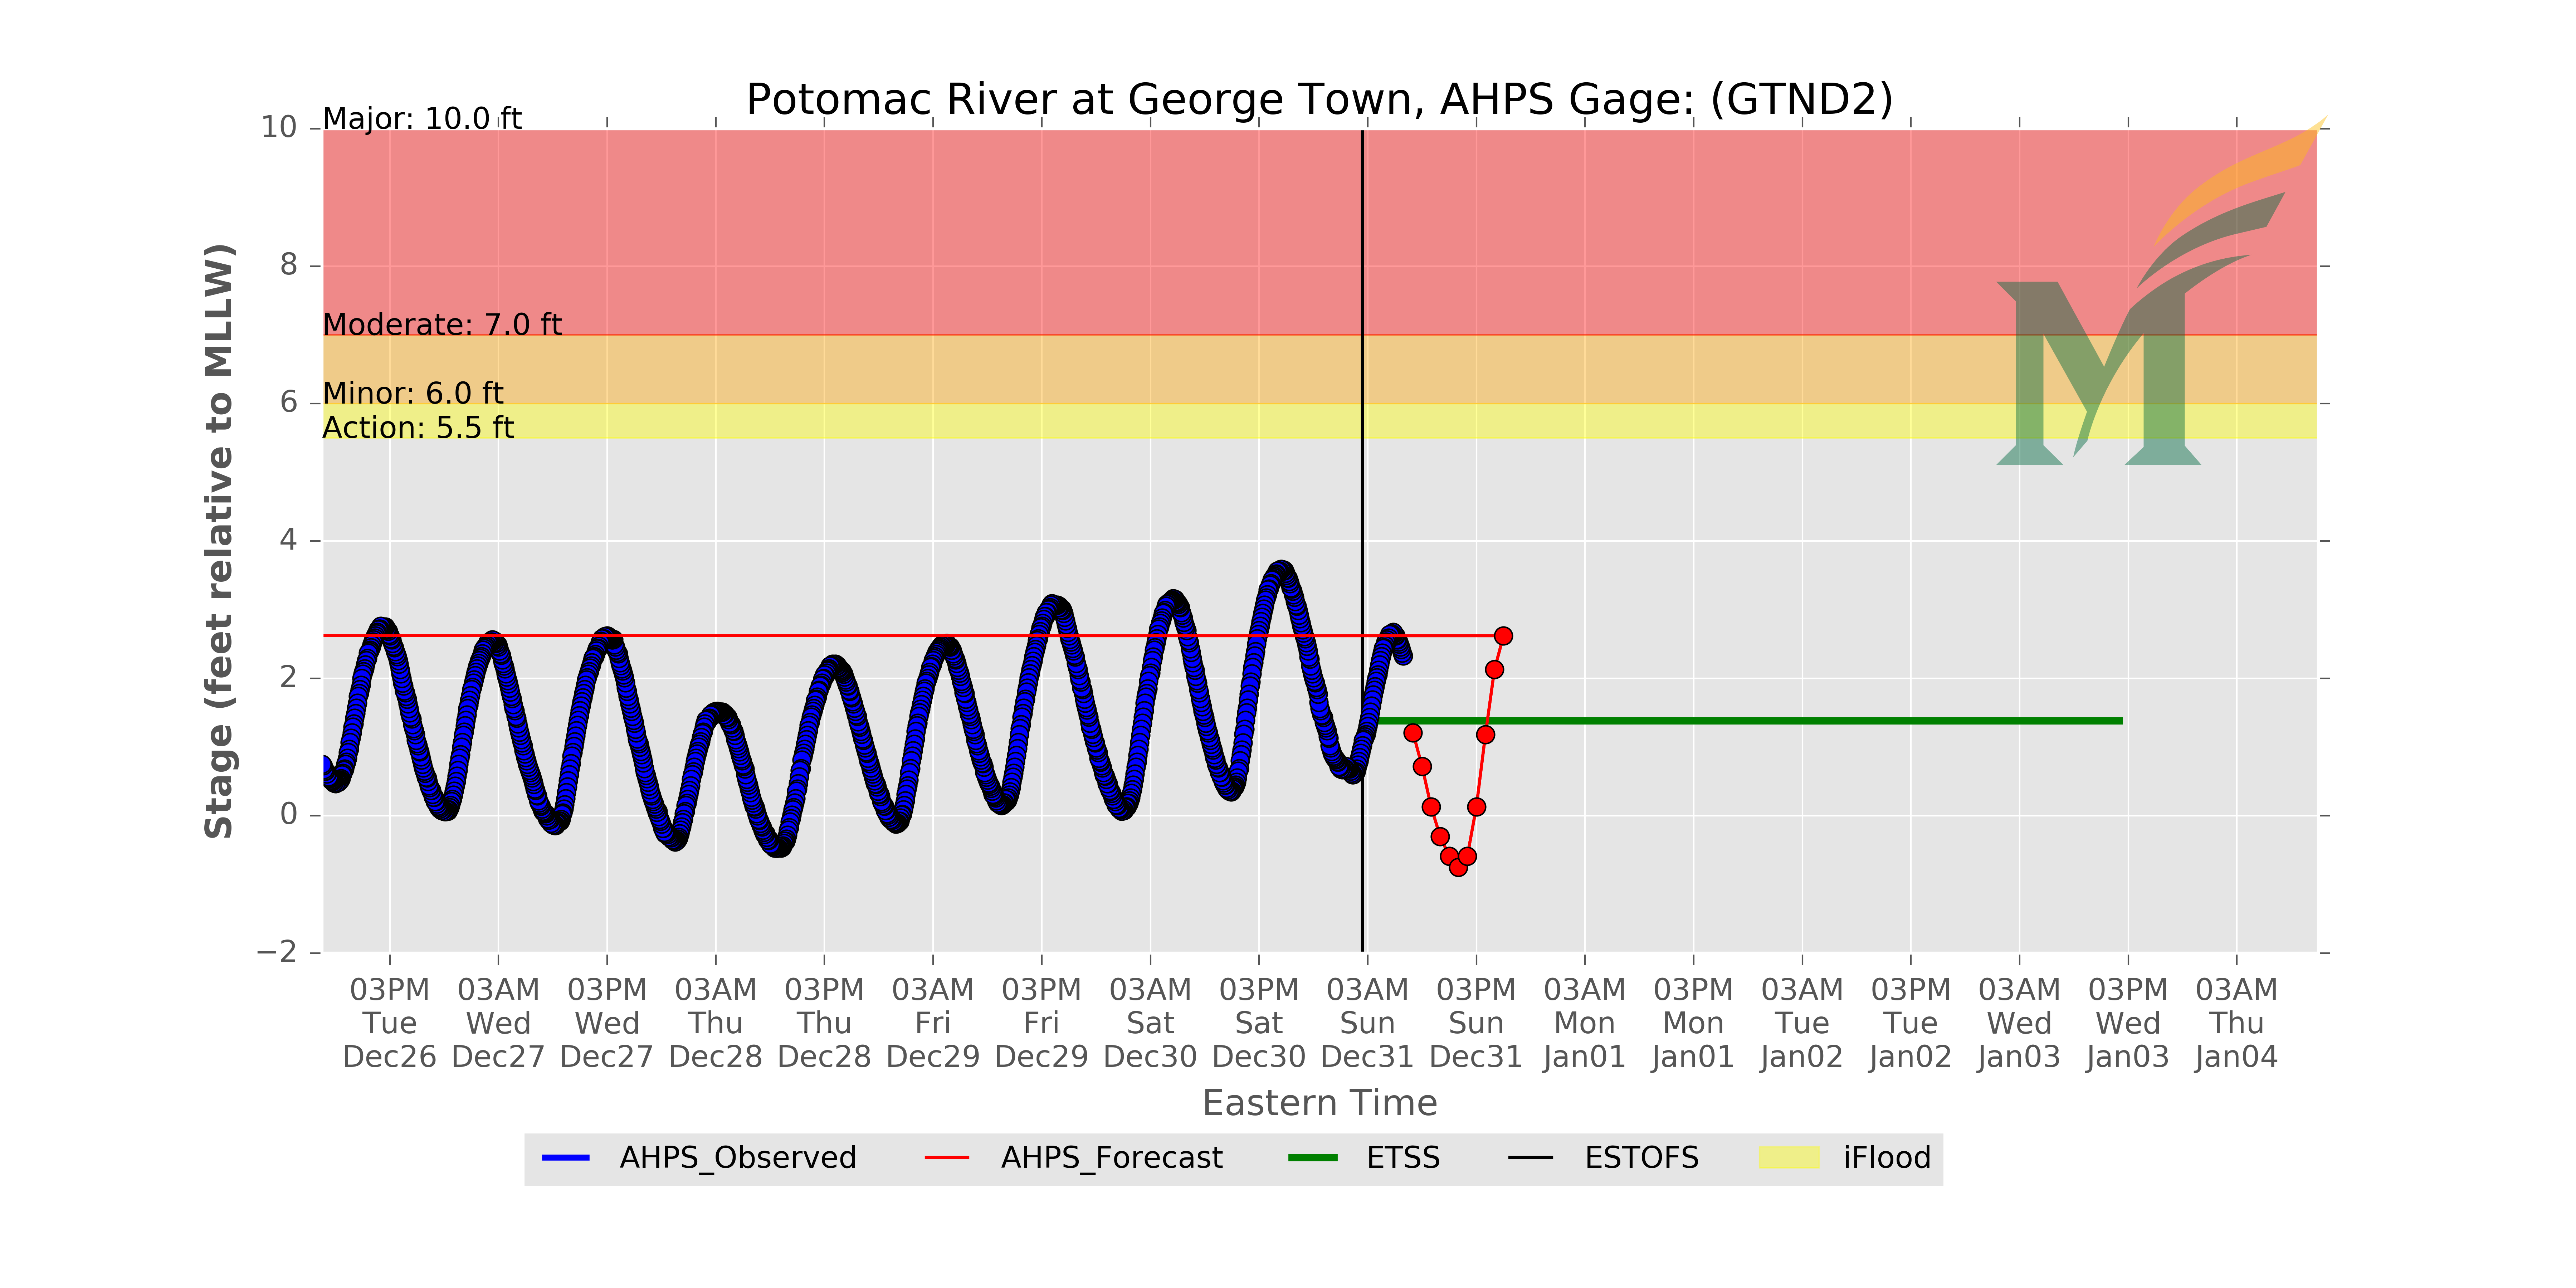 Potomac River at George Town, AHPS Gage: (GTND2)
Major: 10.0 ft
Moderate: 7.0 ft
Minor: 6.0 ft
Action: 5.5 ft
10
8
6
4
2
0
−2
Stage (feet relative to MLLW)
03PM 03AM 03PM 03AM 03PM 03AM 03PM 03AM 03PM 03AM 03PM 03AM 03PM 03AM 03PM 03AM 03PM 03AM
Tue Wed Wed Thu Thu Fri Fri Sat Sat Sun Sun Mon Mon Tue Tue Wed Wed Thu
Dec26 Dec27 Dec27 Dec28 Dec28 Dec29 Dec29 Dec30 Dec30 Dec31 Dec31 Jan01 Jan01 Jan02 Jan02 Jan03 Jan03 Jan04
Eastern Time
AHPS_Observed AHPS_Forecast ETSS ESTOFS iFlood